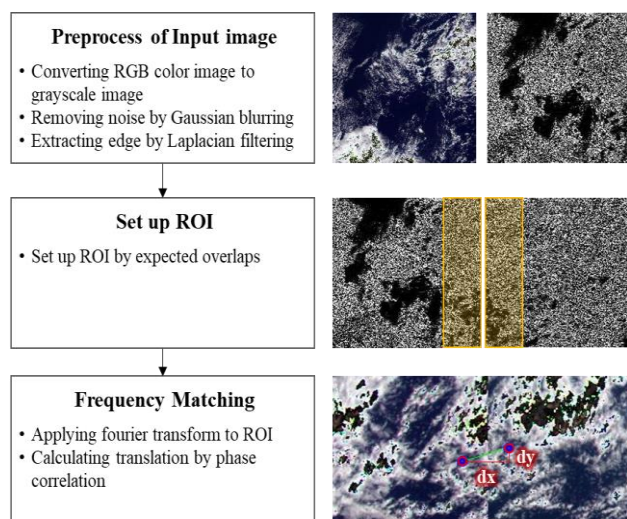 Preprocess of Input image
• Converting RGB color image to
grayscale image
• Removing noise by Gaussian blurring
• Extracting edge by Laplacian filtering
Set up ROI
• Set up ROI by expected overlaps
Frequency Matching
• Applying fourier transform to ROI
• Calculating translation by phase
correlation
dx
dy